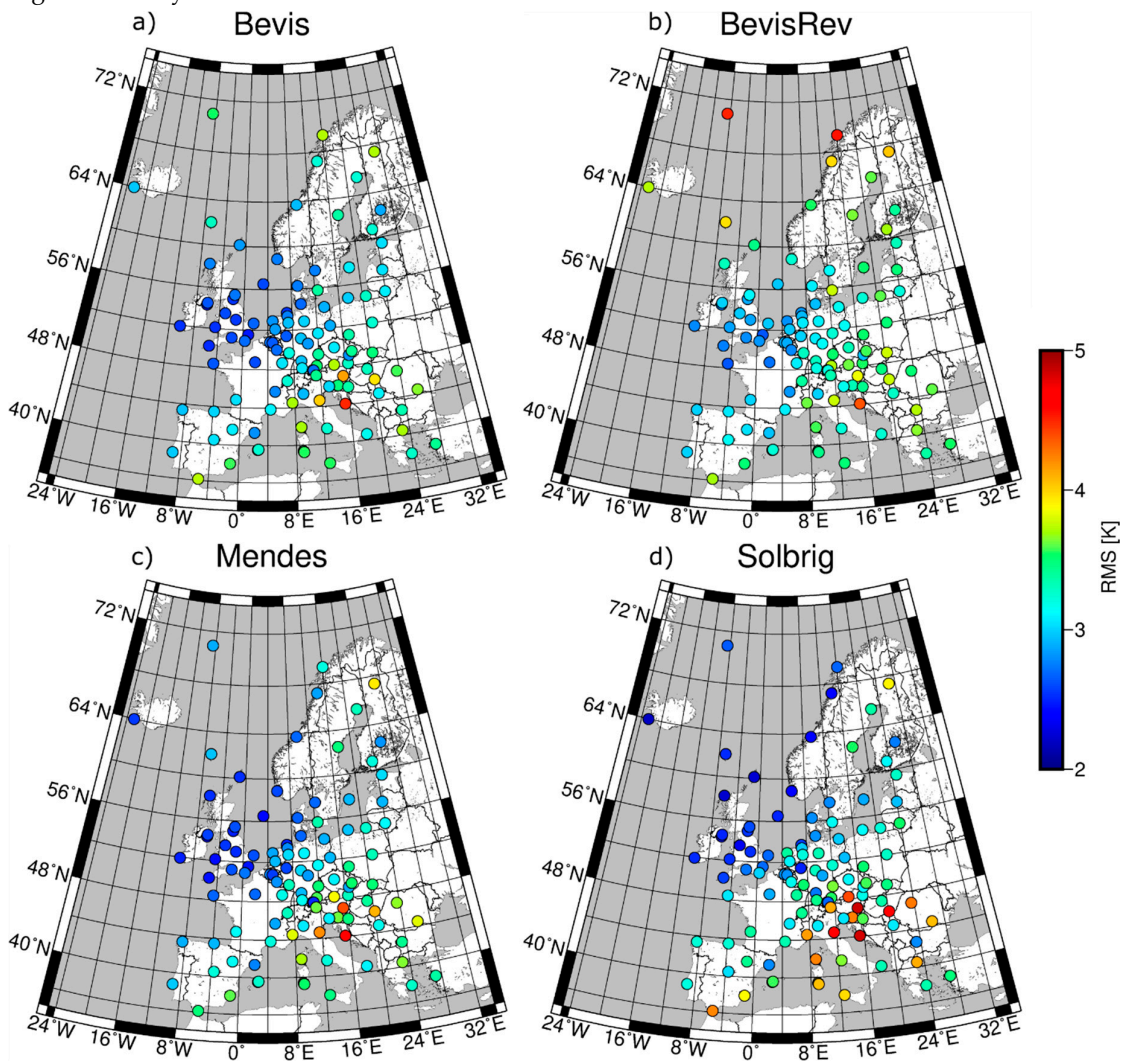 a) Bevis
b) BevisRev
72˚N
64˚N
56˚N
48˚N
40˚N
24˚W
16˚W
8˚W
0˚
8˚E
16˚E
24˚E
32˚E
72˚N
64˚N
56˚N
48˚N
40˚N
24˚W
16˚W
8˚W
0˚
8˚E
16˚E
24˚E
32˚E
c) Mendes
d) Solbrig
72˚N
64˚N
56˚N
48˚N
40˚N
24˚W
16˚W
8˚W
0˚
8˚E
16˚E
24˚E
32˚E
72˚N
64˚N
56˚N
48˚N
40˚N
24˚W
16˚W
8˚W
0˚
8˚E
16˚E
24˚E
32˚E
5
4
3
2
RMS [K]